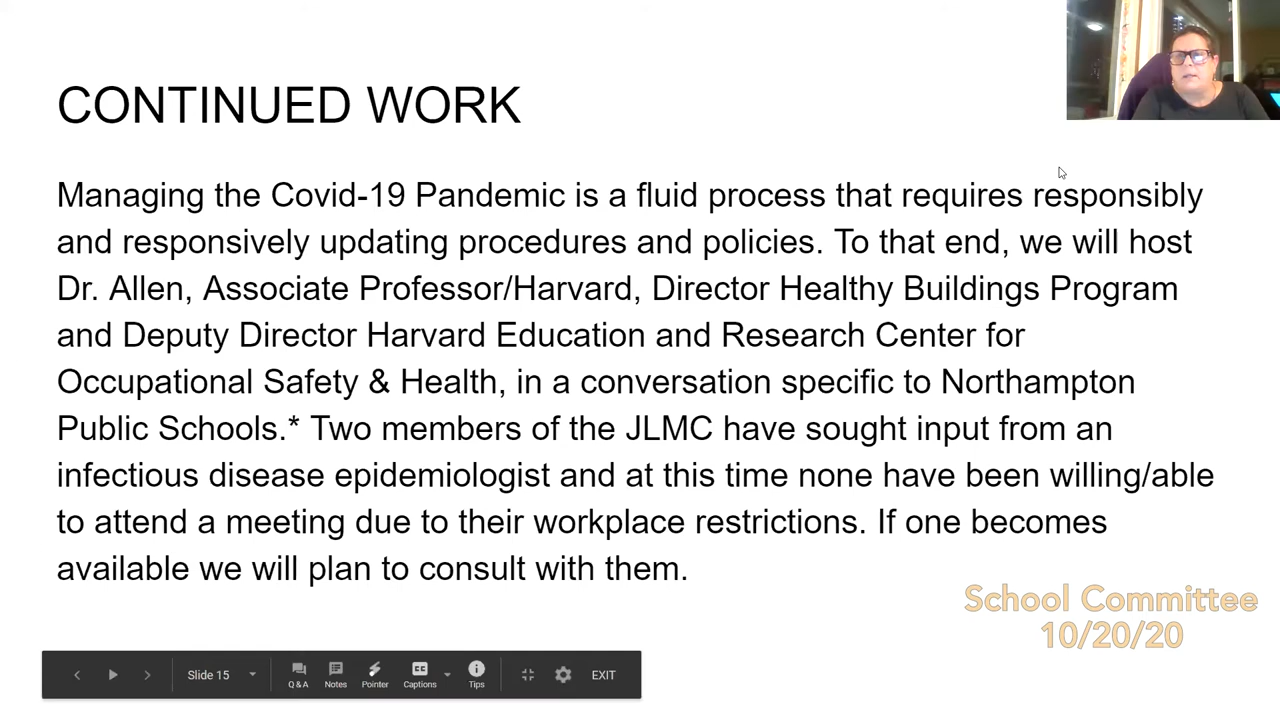 CONTINUED WORK
Managing the Covid-19 Pandemic is a fluid process that requires responsibly
and responsively updating procedures and policies. To that end, we will host
Dr. Allen, Associate Professor/Harvard, Director Healthy Buildings Program
and Deputy Director Harvard Education and Research Center for
Occupational Safety & Health, in a conversation specific to Northampton
Public Schools.* Two members of the JLMC have sought input from an
infectious disease epidemiologist and at this time none have been willing/able
to attend a meeting due to their workplace restrictions. If one becomes
available we will plan to consult with them.
School Committee
10/20/20
Slide 15
Q & A
Notes
Pointer
CC
Captions
Tips
EXIT